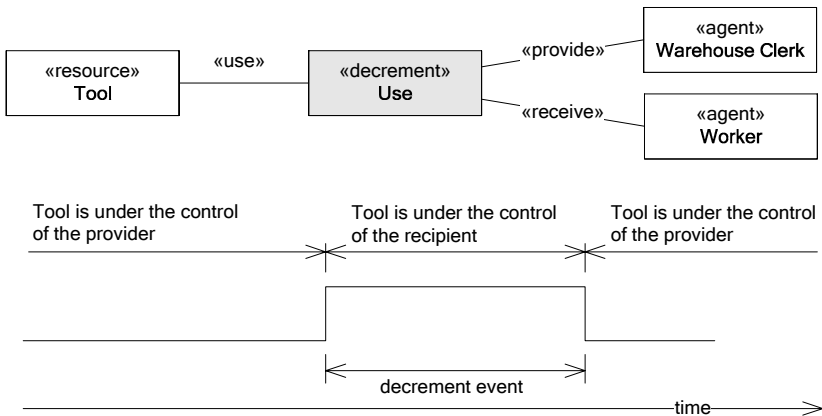 «resource»
Tool
«use»
«decrement»
Use
«provide»
«agent»
Warehouse Clerk
«receive»
«agent»
Worker
Tool is under the control
of the provider
Tool is under the control
of the recipient
Tool is under the control
of the provider
decrement event
time